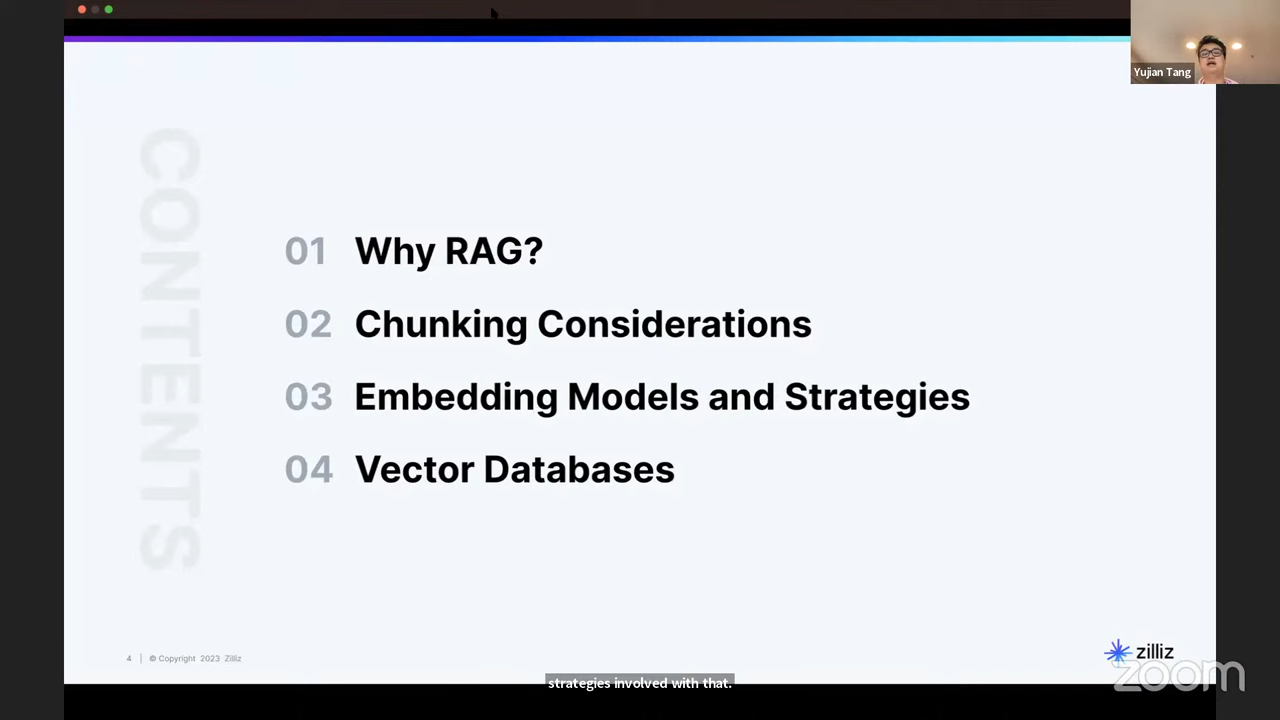 Yujian Tang
CONTENTS
01 Why RAG?
02 Chunking Considerations
03 Embedding Models and Strategies
04 Vector Databases
4 | © Copyright 2023 Zilliz
zilliz
zoom
strategies involved with that.